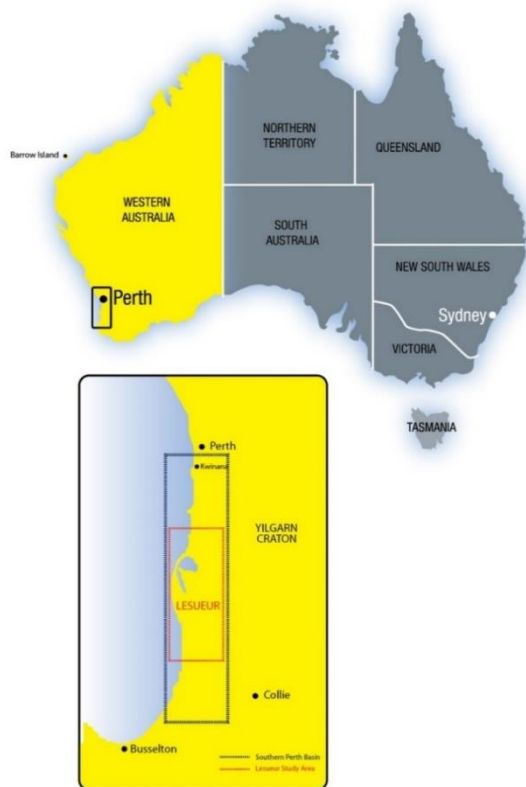 NORTHERN
TERRITORY
QUEENSLAND
Barrow Island
WESTERN
AUSTRALIA
SOUTH
AUSTRALIA
NEW SOUTH WALES
Perth
Sydney
VICTORIA
TASMANIA
Perth
Kwinana
YILGARN
CRATON
LESUEUR
Collie
Busselton
Southern Perth Basin
Lesueur Study Area